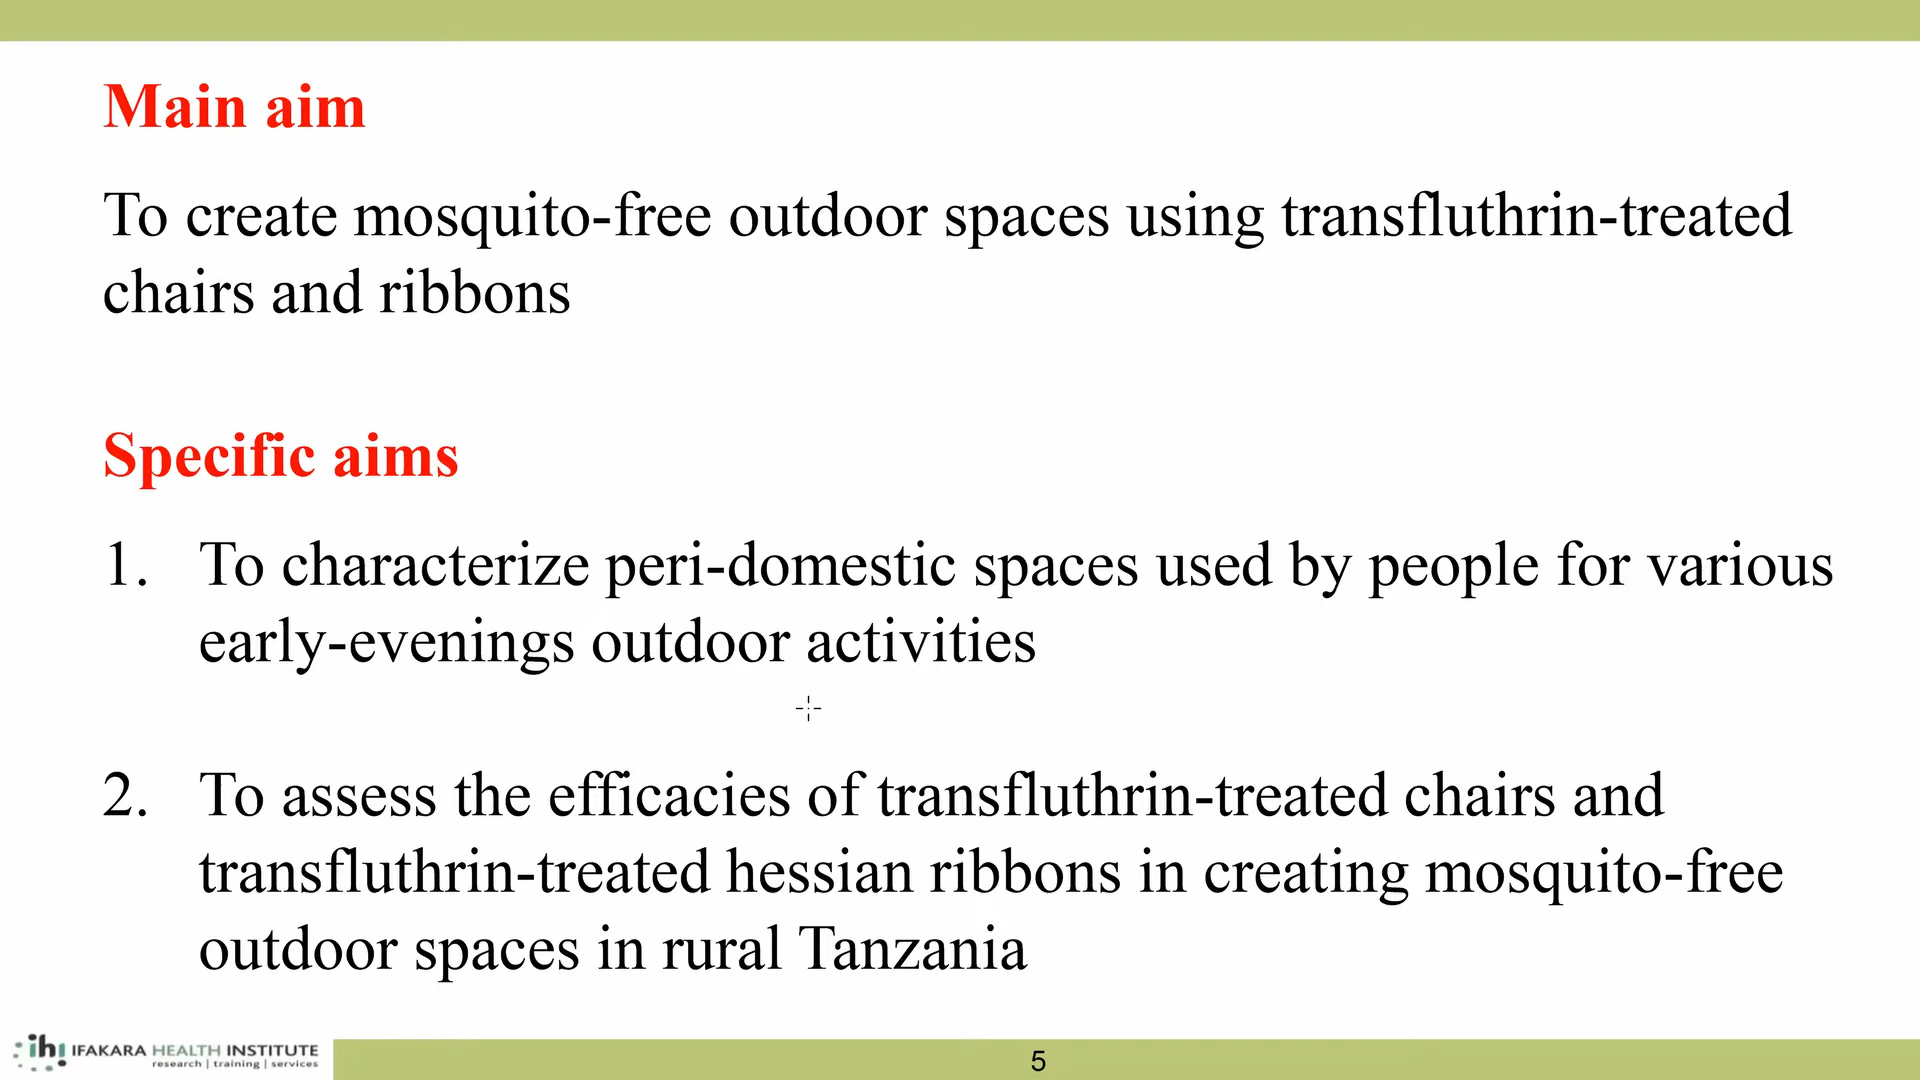 Main aim
To create mosquito-free outdoor spaces using transfluthrin-treated
chairs and ribbons
Specific aims
1. To characterize peri-domestic spaces used by people for various
early-evenings outdoor activities
2. To assess the efficacies of transfluthrin-treated chairs and
transfluthrin-treated hessian ribbons in creating mosquito-free
outdoor spaces in rural Tanzania
ihi IFAKARA HEALTH INSTITUTE
research | training | services
5